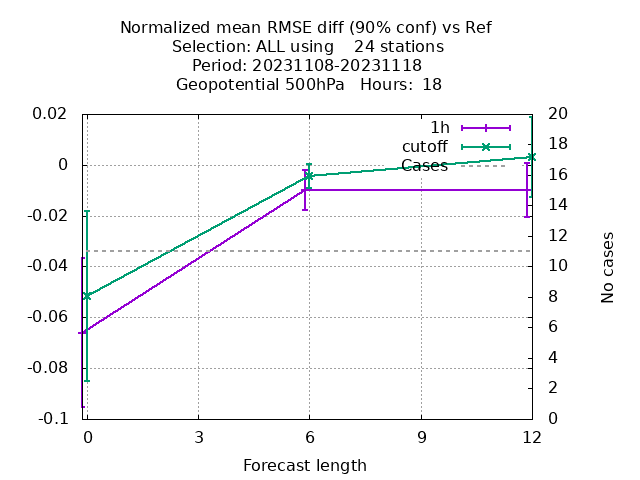 Normalized mean RMSE diff (90% conf) vs Ref
Selection: ALL using    24 stations
Period: 20231108-20231118
Geopotential 500hPa   Hours:  18
1h
cutoff
Cases
0.02
0
-0.02
-0.04
-0.06
-0.08
-0.1
20
18
16
14
12
10
8
6
4
2
0
No cases
0 3 6 9 12
Forecast length